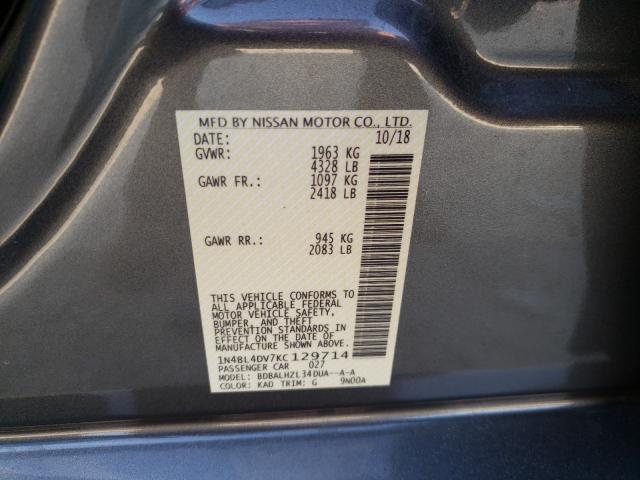 MFD BY NISSAN MOTOR CO., LTD.
DATE: 10/18
GVWR: 1963 KG
4328 LB
GAWR FR.: 1097 KG
2418 LB
GAWR RR.: 945 KG
2083 LB
THIS VEHICLE CONFORMS TO
ALL APPLICABLE FEDERAL
MOTOR VEHICLE SAFETY,
BUMPER, AND THEFT
PREVENTION STANDARDS
IN EFFECT ON THE DATE OF
MANUFACTURE SHOWN ABOVE.
1N4BL4DV7KC129714
PASSENGER CAR 027
MODEL: BDBALHZL34DUA--A-A
COLOR: KAD TRIM: G 9N00A